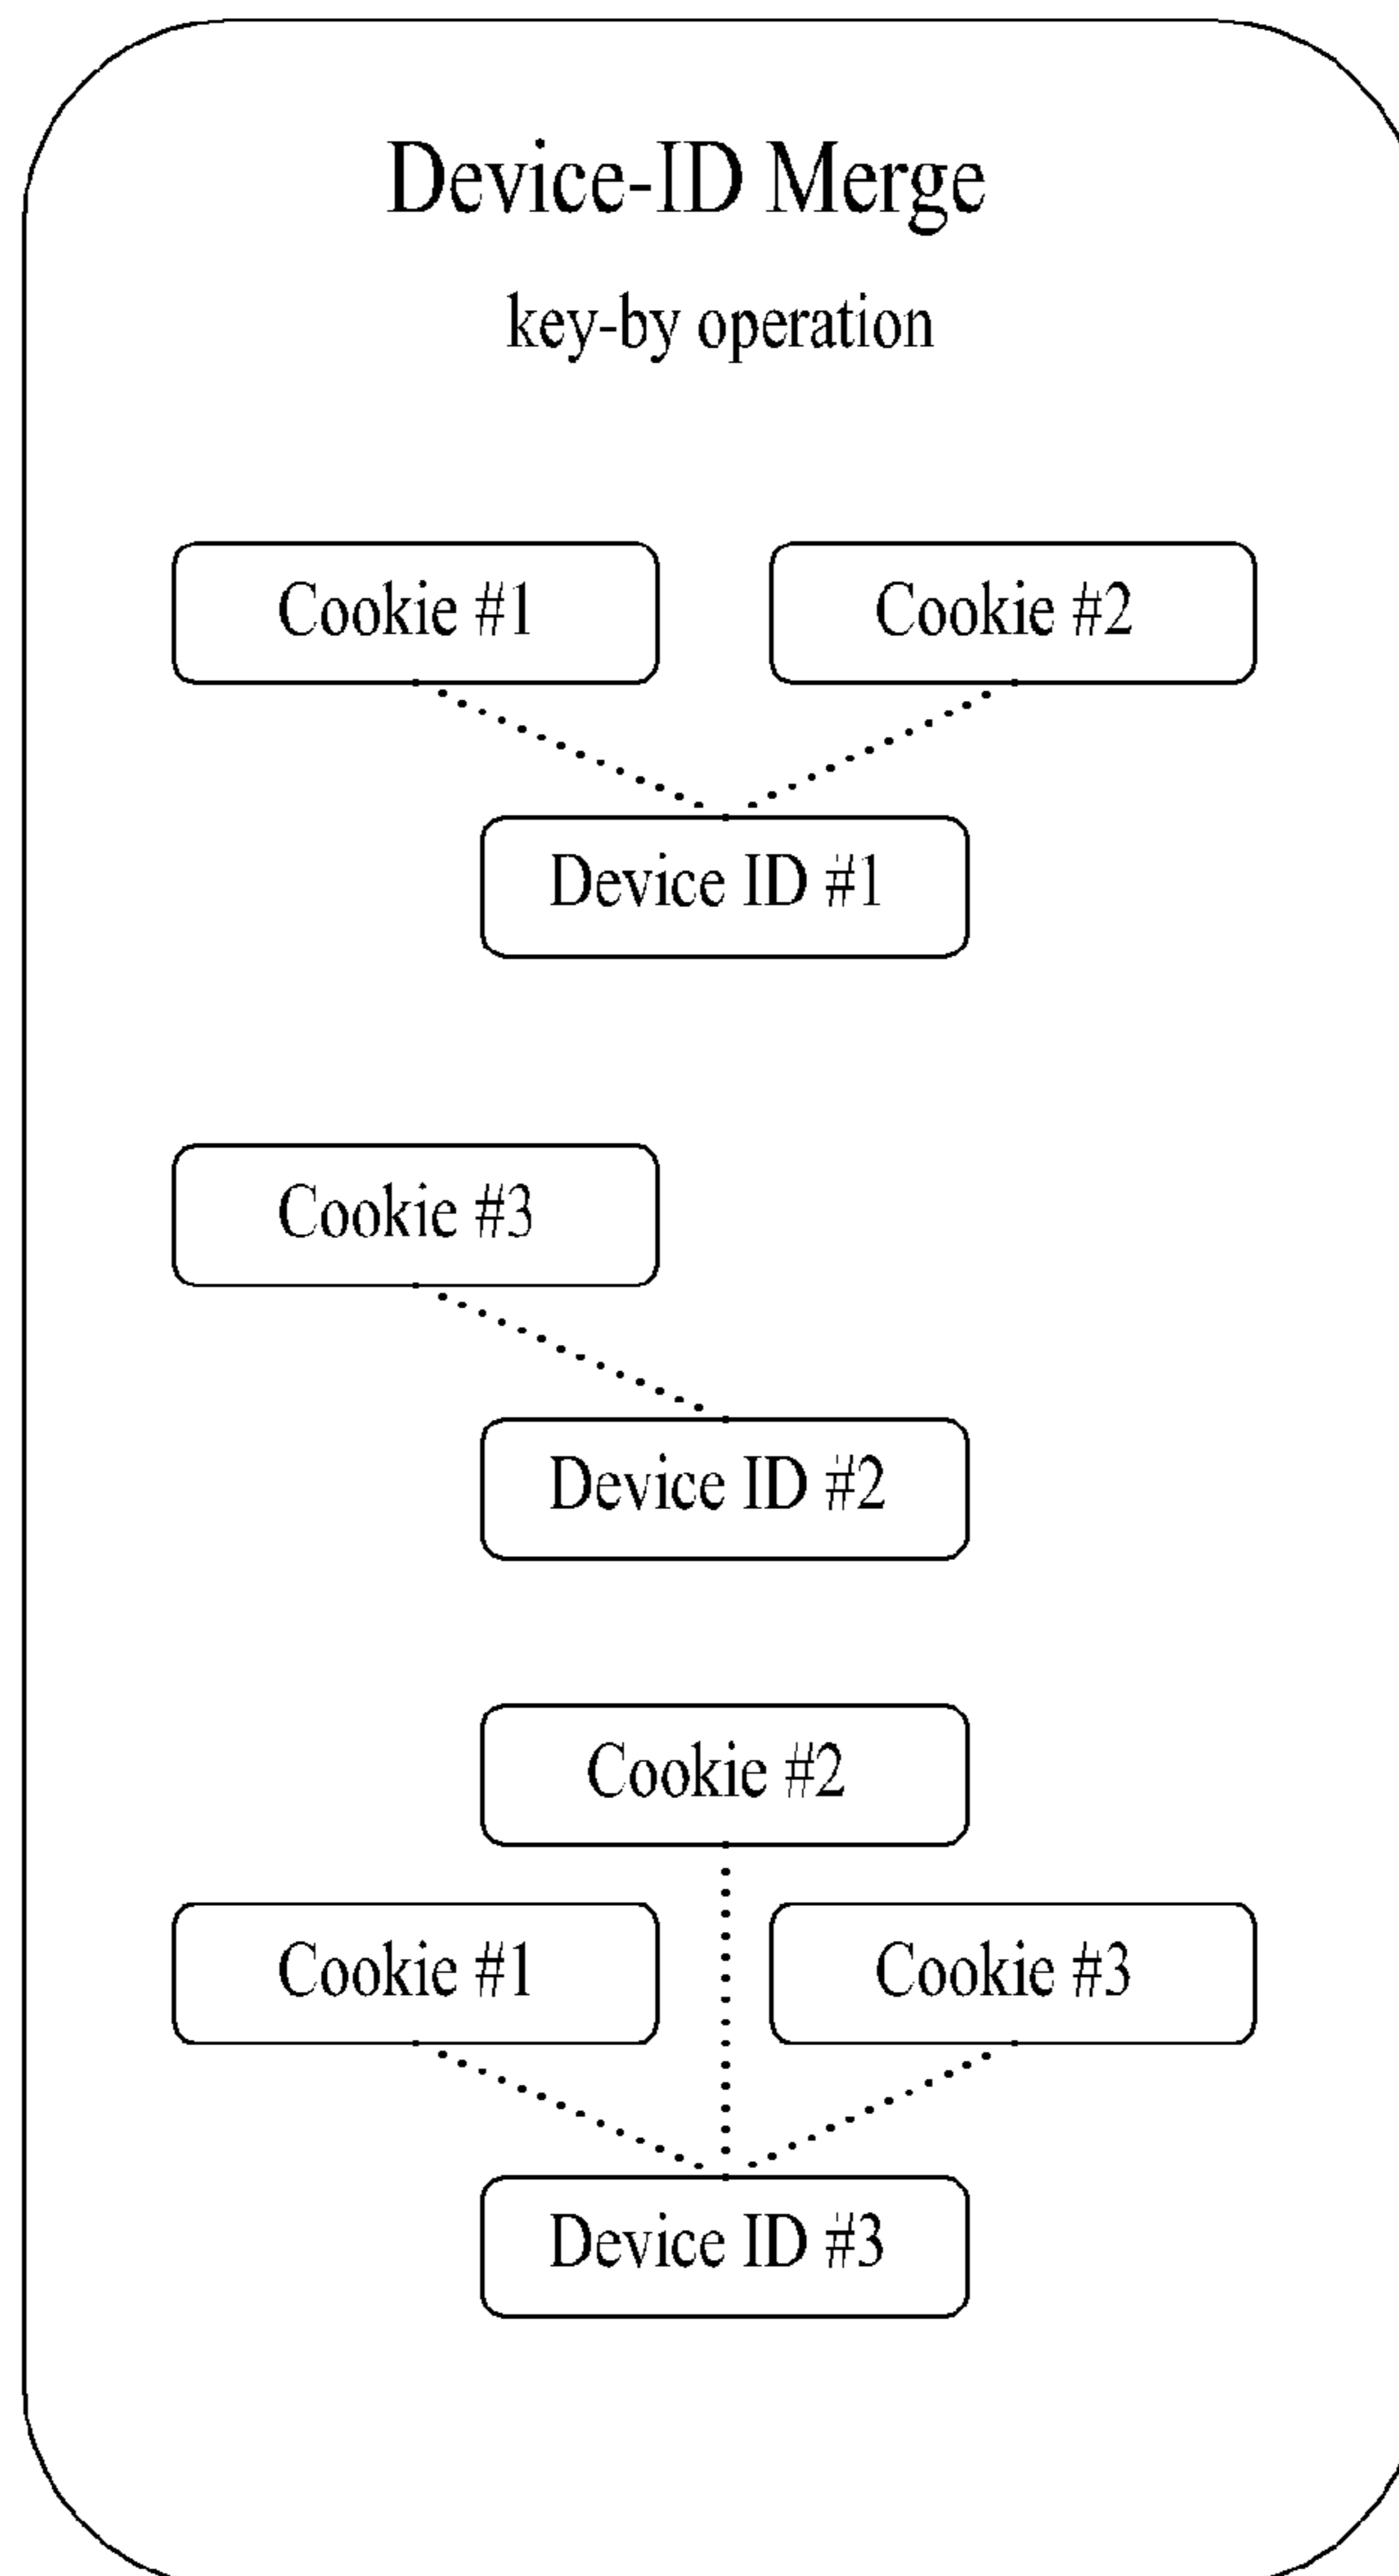 Device-ID Merge
key-by operation
Cookie #1
Cookie #2
Device ID #1
Cookie #3
Device ID #2
Cookie #2
Cookie #1
Cookie #3
Device ID #3